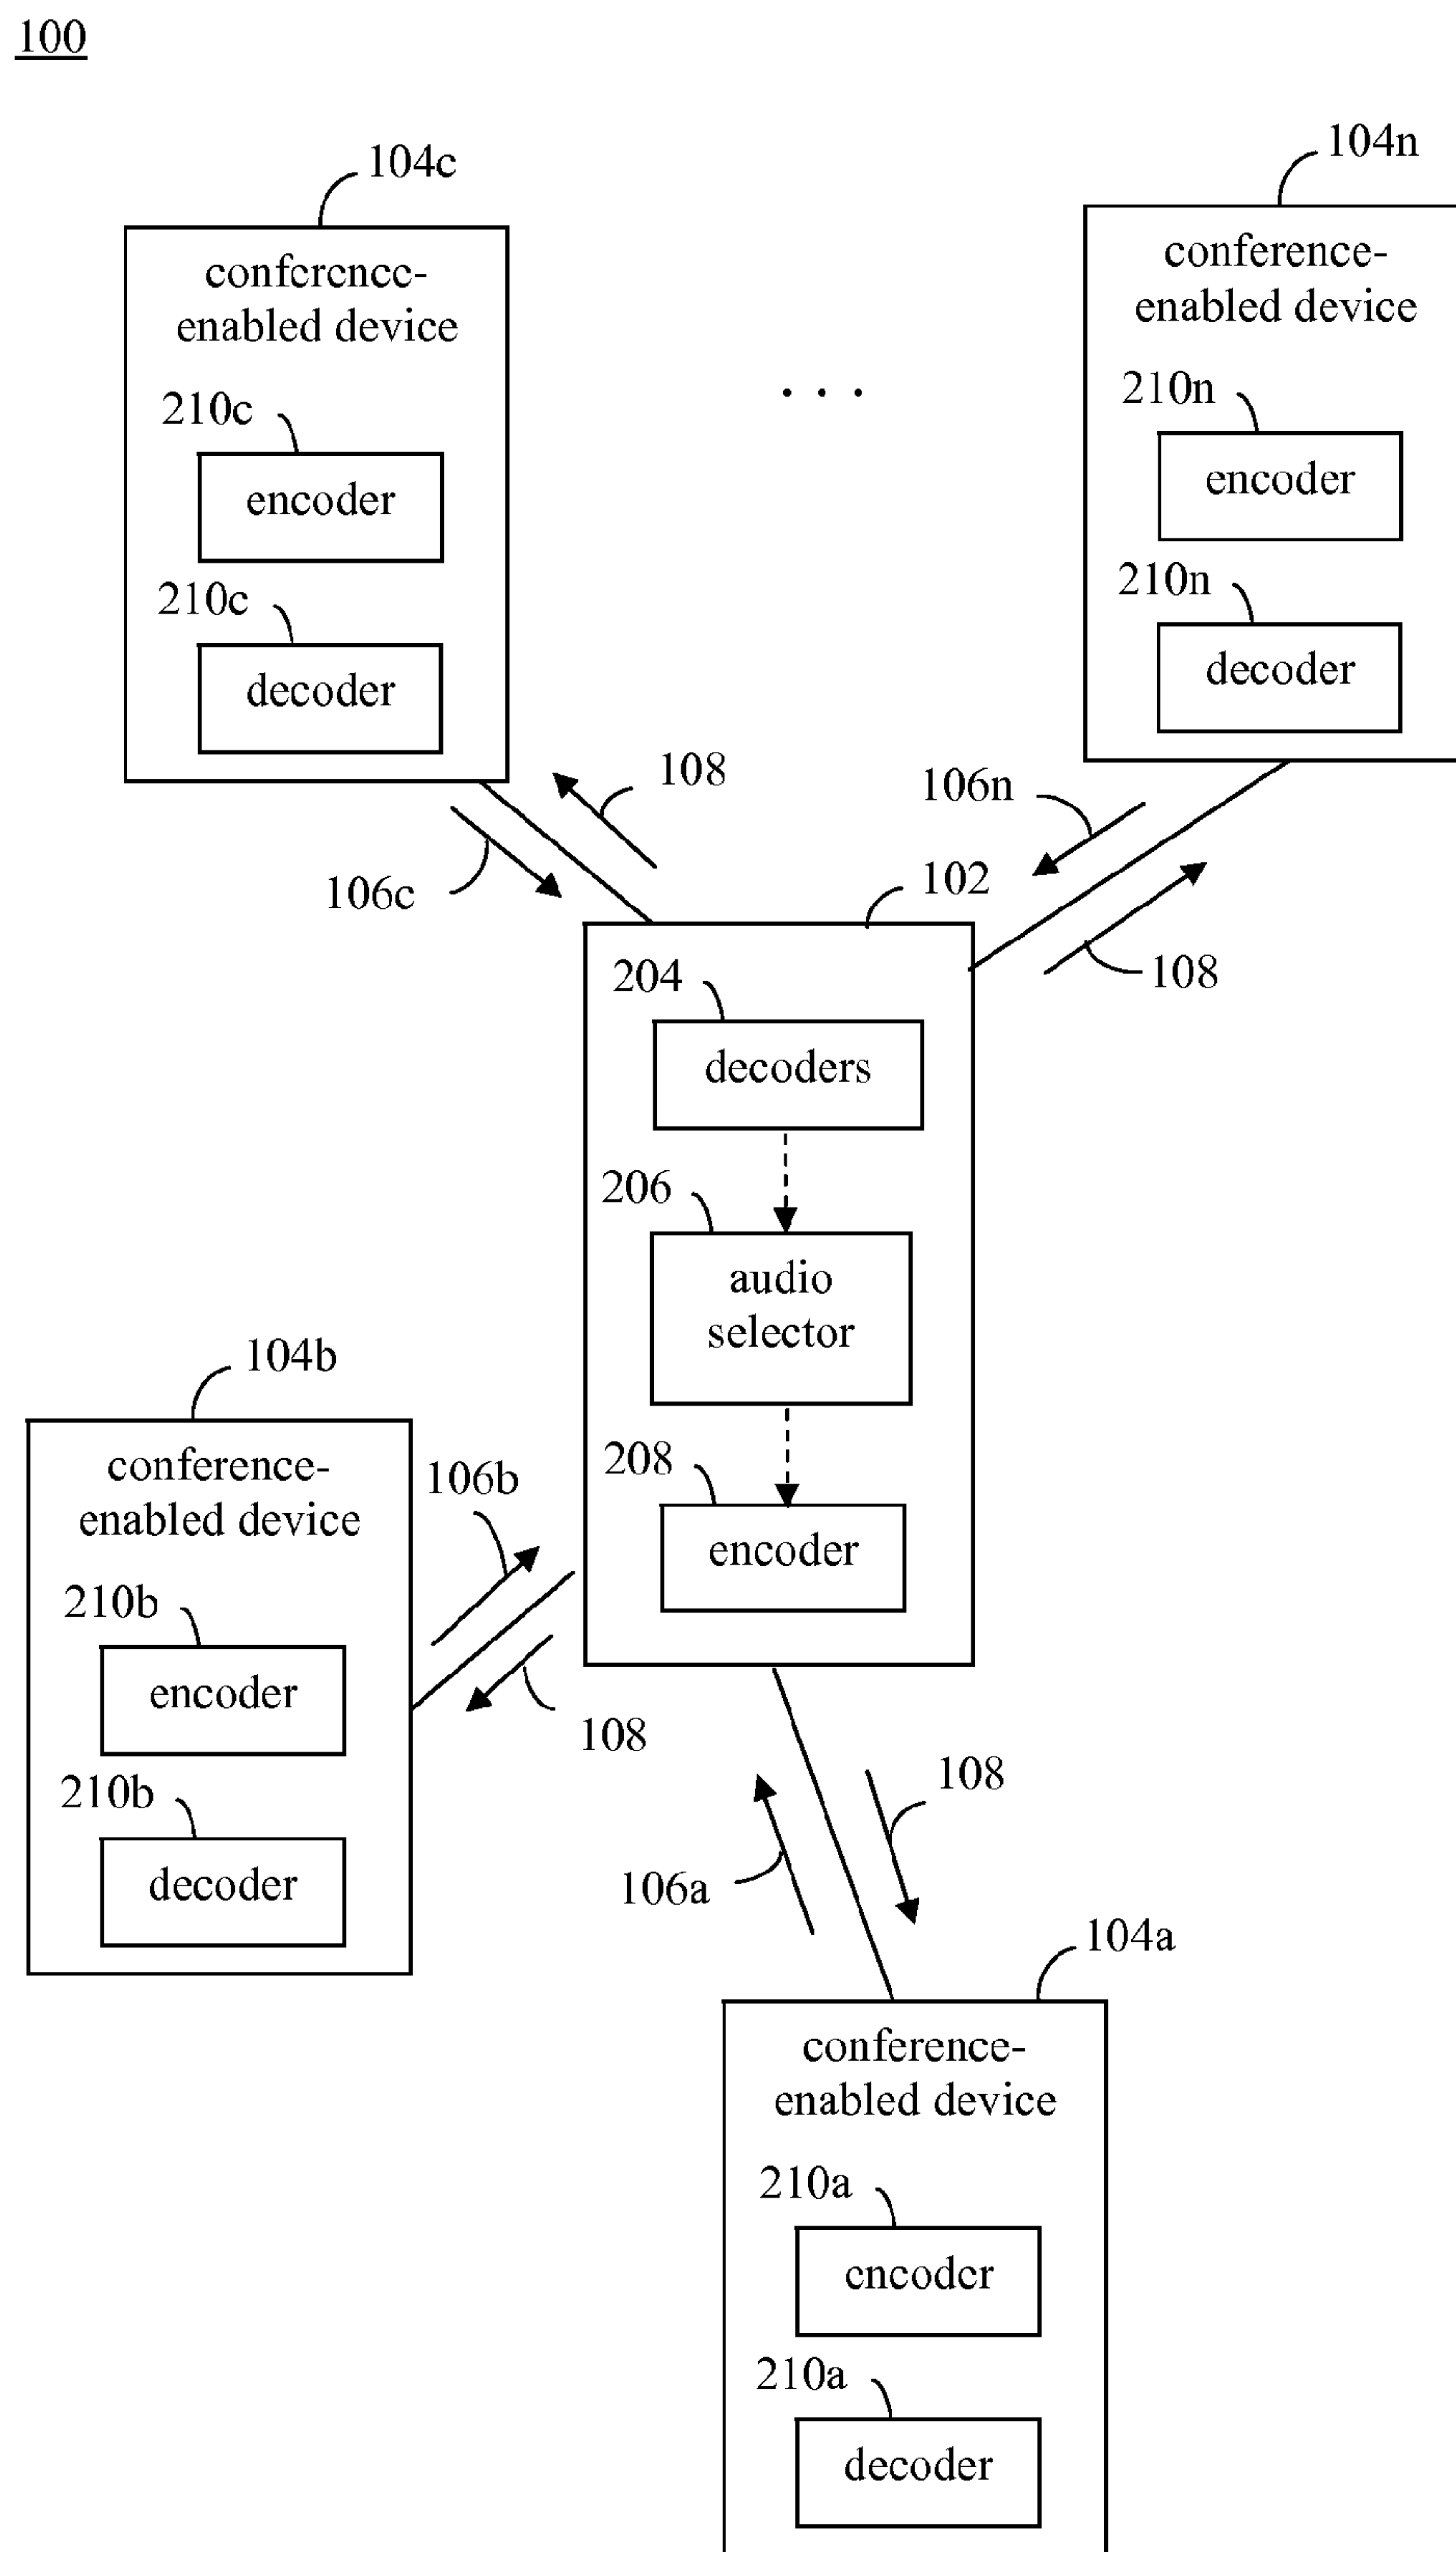 100
104c
conference-
enabled device
210c
encoder
210c
decoder
104n
conference-
enabled device
210n
encoder
210n
decoder
. . .
108
106c
106n
108
102
204
decoders
206
audio
selector
208
encoder
104b
conference-
enabled device
210b
encoder
210b
decoder
106b
108
106a
108
104a
conference-
enabled device
210a
encoder
210a
decoder